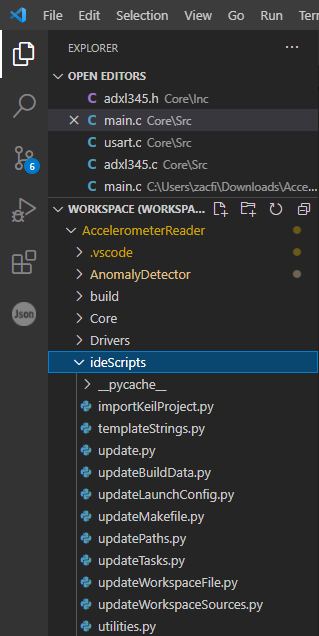 File Edit Selection View Go Run Term
EXPLORER ...
OPEN EDITORS
C adxl345.h Core\Inc
C main.c Core\Src
C usart.c Core\Src
C adxl345.c Core\Src
C main.c C:\Users\zacfi\Downloads\Acce...
WORKSPACE (WORKSPA...
6
AccelerometerReader
.vscode
AnomalyDetector
build
Core
Drivers
Json
ideScripts
__pycache__
importKeilProject.py
templateStrings.py
update.py
updateBuildData.py
updateLaunchConfig.py
updateMakefile.py
updatePaths.py
updateTasks.py
updateWorkspaceFile.py
updateWorkspaceSources.py
utilities.py